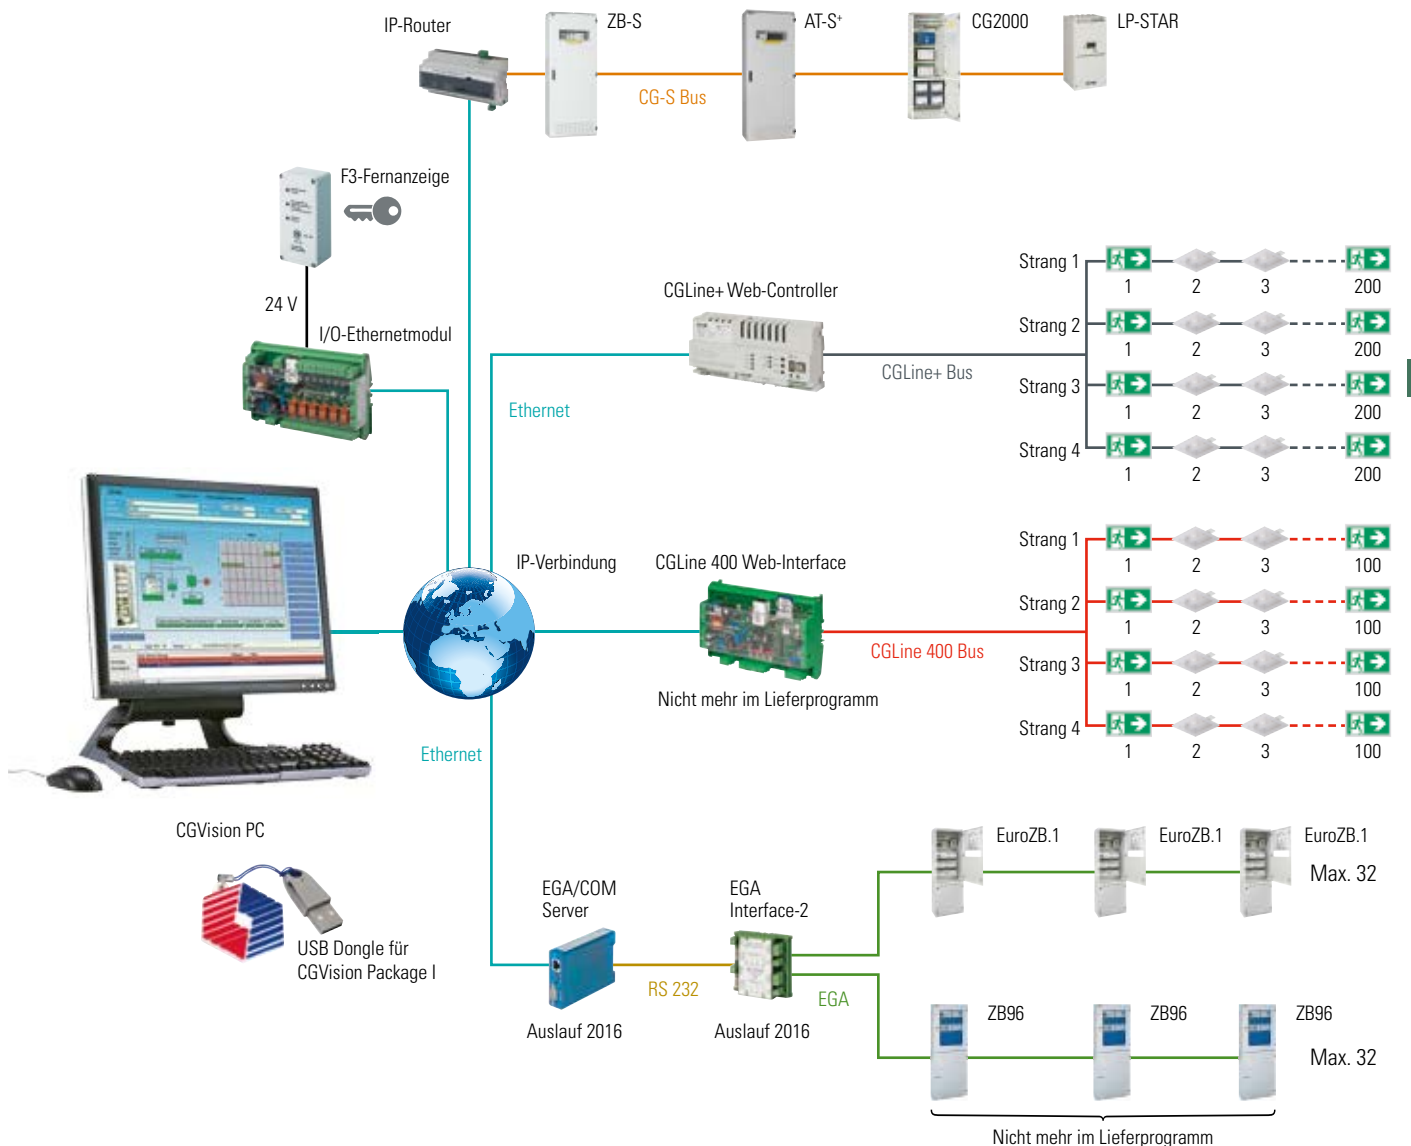 IP-Router
ZB-S
AT-S+
CG2000
LP-STAR
CG-S Bus
F3-Fernanzeige
24 V
I/O-Ethernetmodul
Ethernet
CGLine+ Web-Controller
CGLine+ Bus
Strang 1
1 2 3 200
Strang 2
1 2 3 200
Strang 3
1 2 3 200
Strang 4
1 2 3 200
IP-Verbindung
CGLine 400 Web-Interface
CGLine 400 Bus
Nicht mehr im Lieferprogramm
Strang 1
1 2 3 100
Strang 2
1 2 3 100
Strang 3
1 2 3 100
Strang 4
1 2 3 100
Ethernet
CGVision PC
USB Dongle für
CGVision Package I
EGA/COM
Server
Auslauf 2016
RS 232
EGA
Interface-2
Auslauf 2016
EGA
EuroZB.1
EuroZB.1
EuroZB.1
Max. 32
ZB96
ZB96
ZB96
Max. 32
Nicht mehr im Lieferprogramm